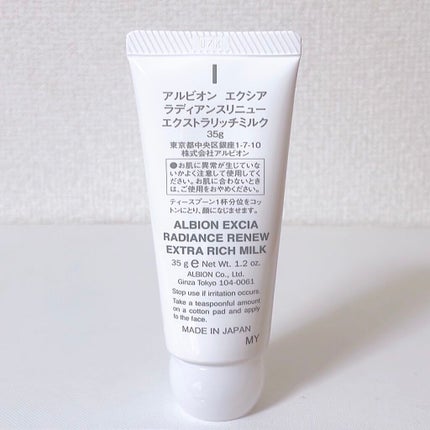 アルビオン エクシア
ラディアンスリニュー
エクストラリッチミルク
35g
東京都中央区銀座1-7-10
株式会社アルビオン
●お肌に異常が生じていな
いかよく注意して使用してく
ださい。お肌に合わないとき
は、ご使用をおやめください。
ティースプーン1杯分位をコッ
トンにとり、顔になじませます。
ALBION EXCIA
RADIANCE RENEW
EXTRA RICH MILK
35 g ℮ Net Wt. 1.2 oz.
ALBION Co., Ltd.
Ginza Tokyo 104-0061
Stop use if irritation occurs.
Take a teaspoonful amount
on a cotton pad and apply
to the face.
MADE IN JAPAN
MY